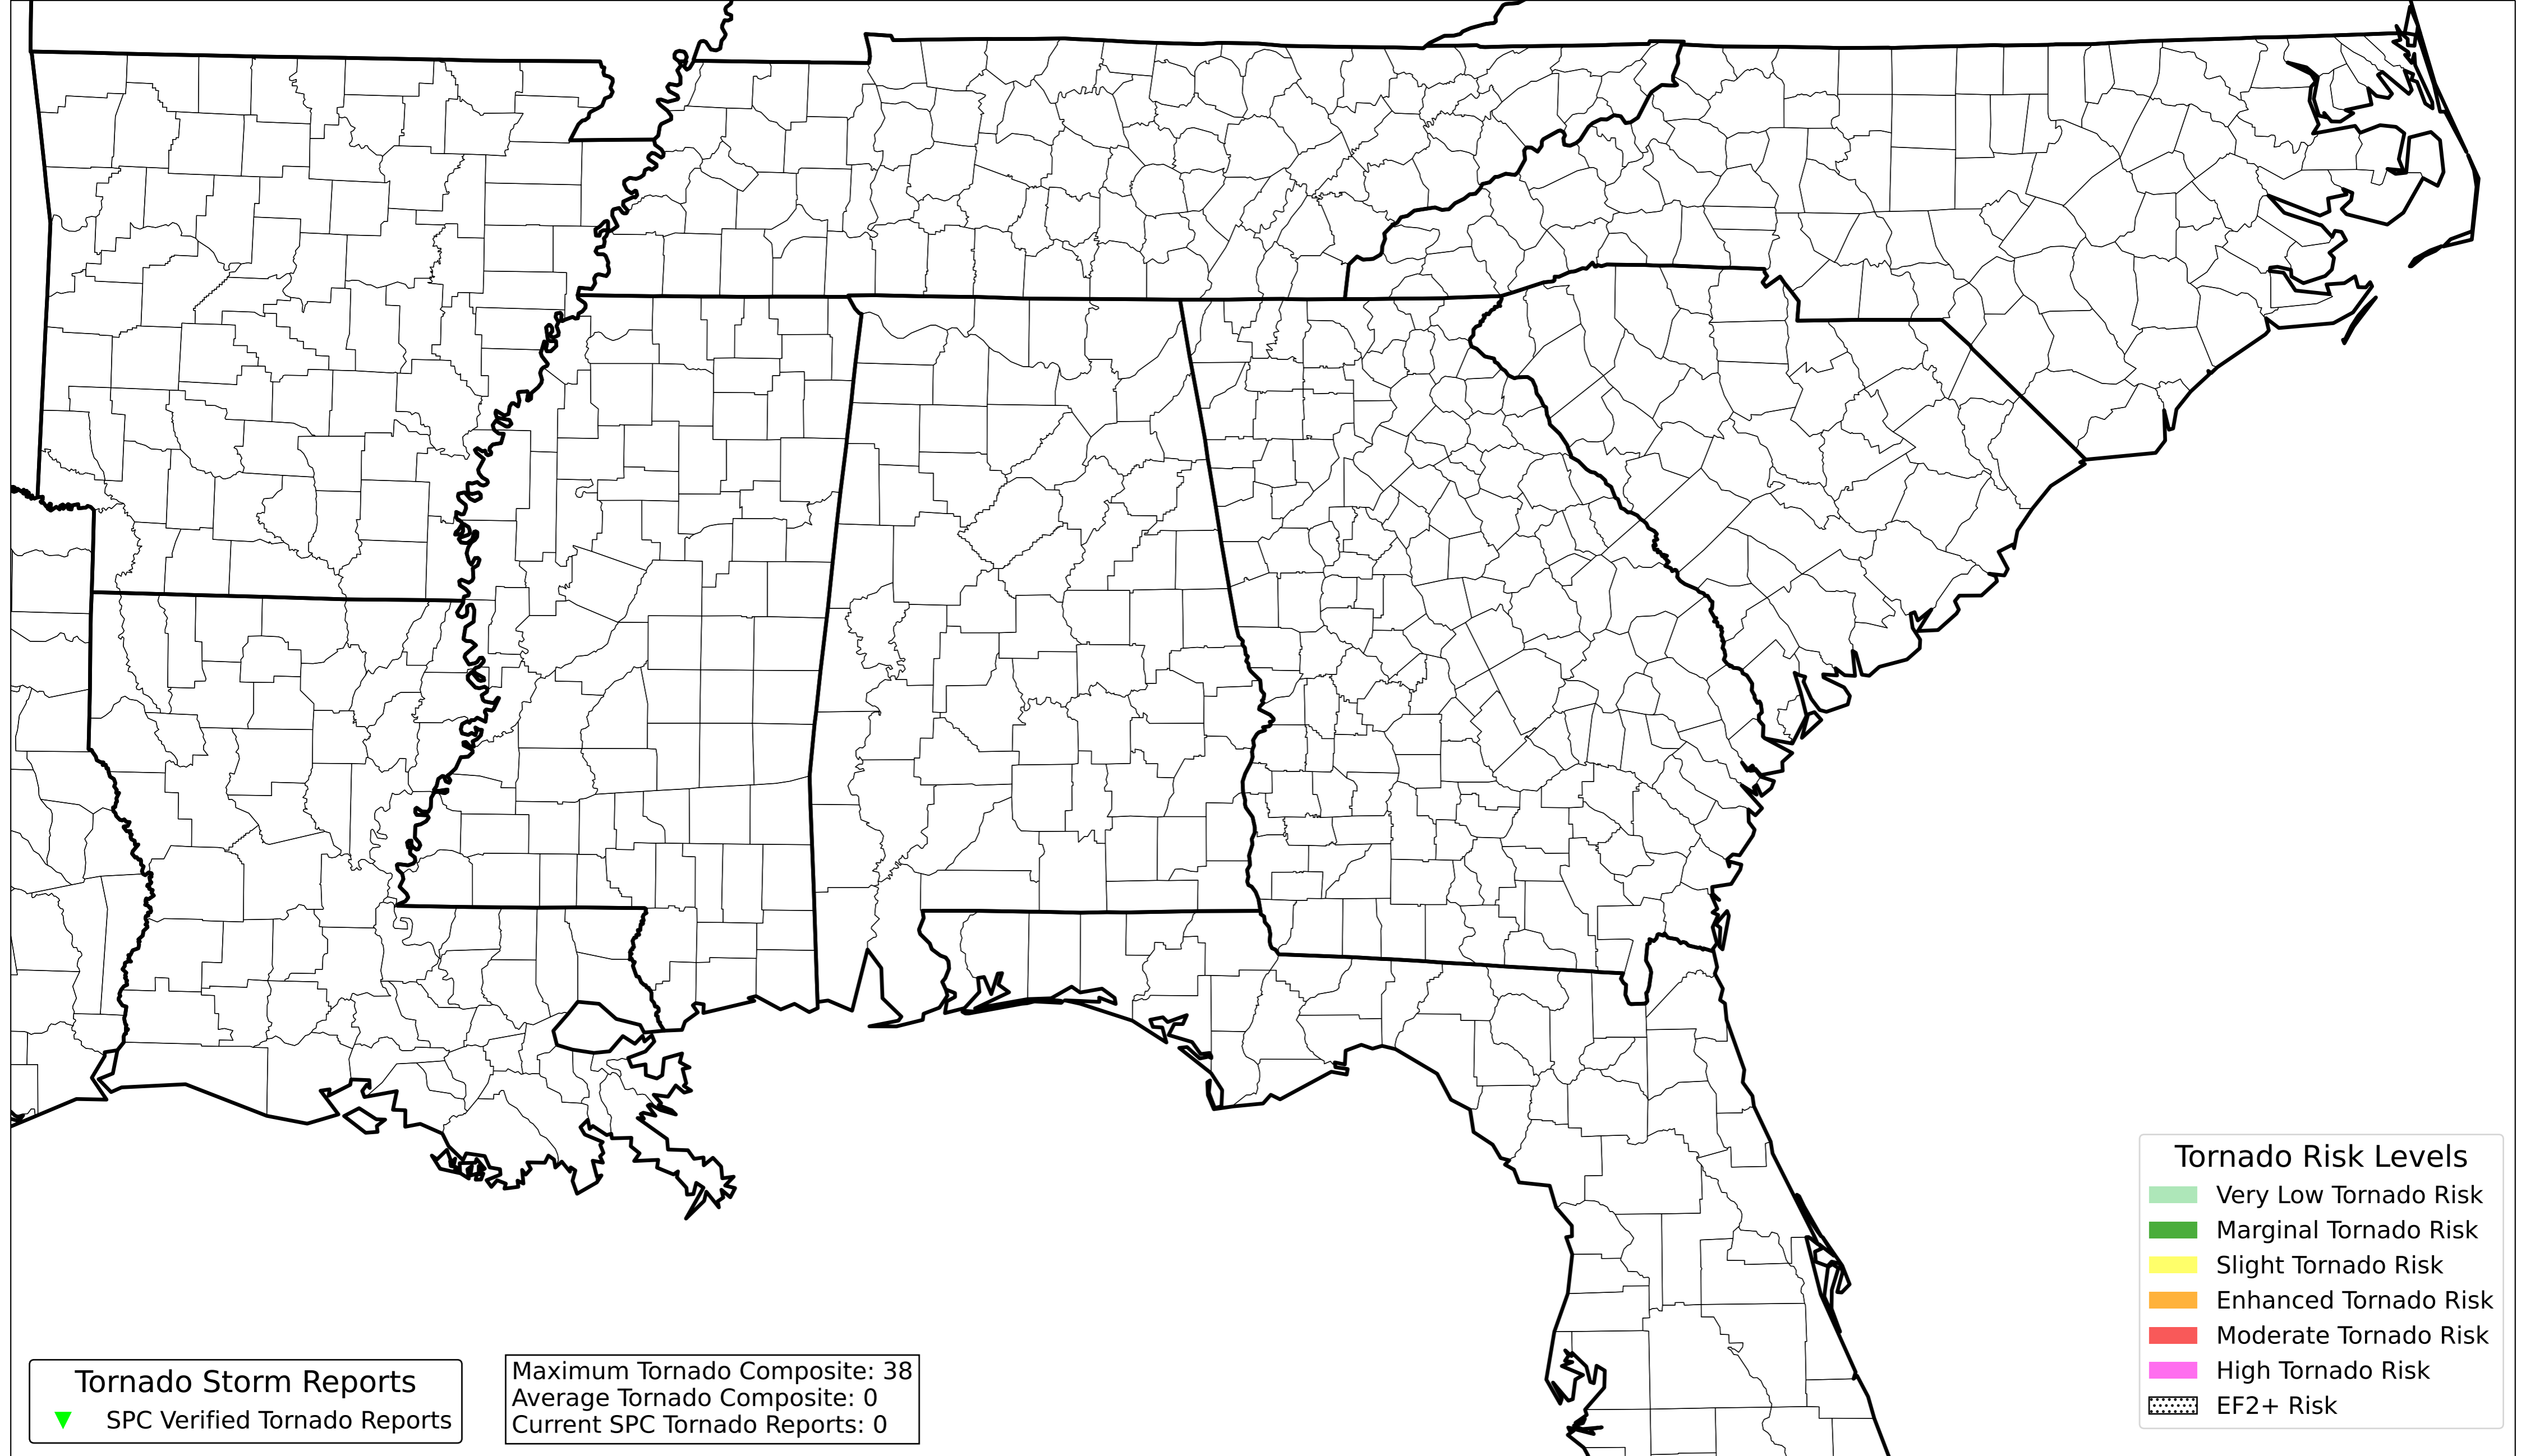 Tornado Risk Levels
Very Low Tornado Risk
Marginal Tornado Risk
Slight Tornado Risk
Enhanced Tornado Risk
Moderate Tornado Risk
High Tornado Risk
EF2+ Risk
Tornado Storm Reports
SPC Verified Tornado Reports
Maximum Tornado Composite: 38
Average Tornado Composite: 0
Current SPC Tornado Reports: 0